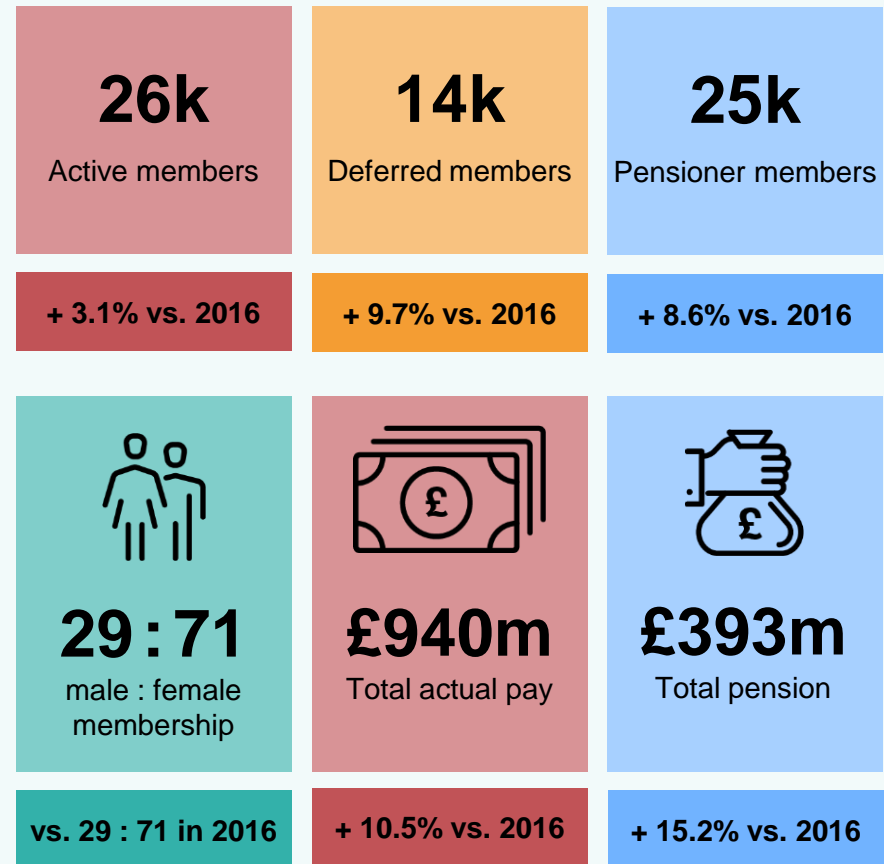 26k
Active members
+ 3.1% vs. 2016
14k
Deferred members
+ 9.7% vs. 2016
25k
Pensioner members
+ 8.6% vs. 2016
29 : 71
male : female
membership
vs. 29 : 71 in 2016
£
£940m
Total actual pay
+ 10.5% vs. 2016
£
£393m
Total pension
+ 15.2% vs. 2016